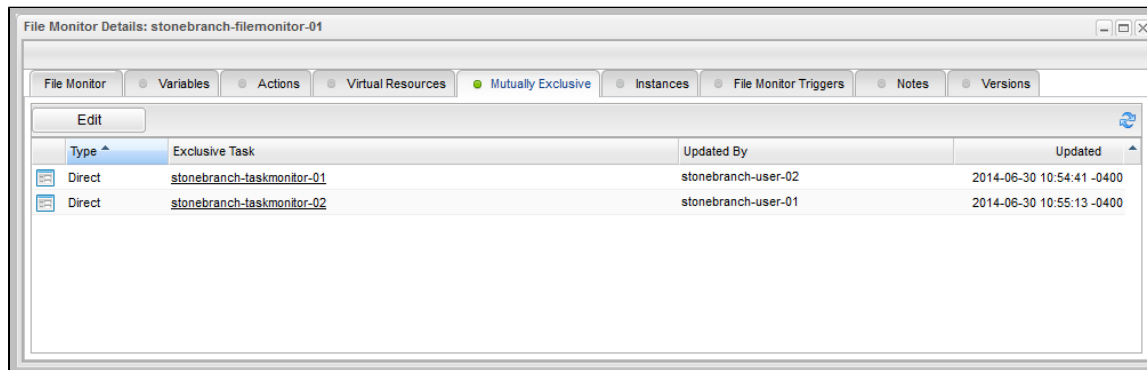 File Monitor Details: stonebranch-filemonitor-01
File Monitor Variables Actions Virtual Resources Mutually Exclusive Instances File Monitor Triggers Notes Versions
Edit
Type Exclusive Task Updated By Updated
Direct stonebranch-taskmonitor-01 stonebranch-user-02 2014-06-30 10:54:41 -0400
Direct stonebranch-taskmonitor-02 stonebranch-user-01 2014-06-30 10:55:13 -0400